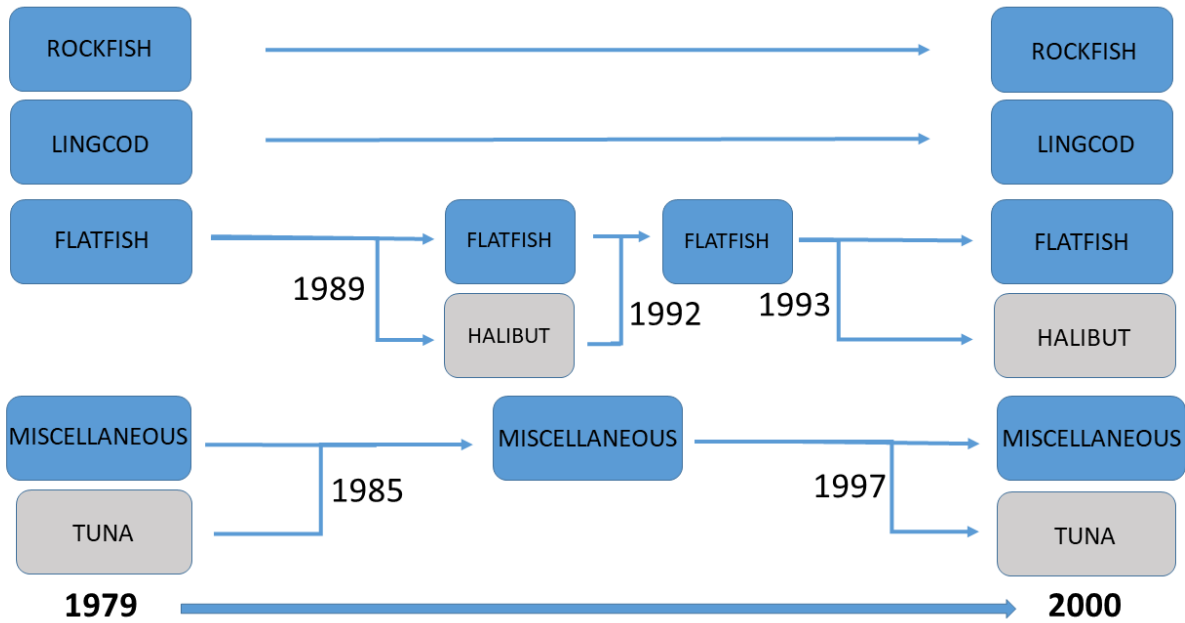 ROCKFISH
ROCKFISH
LINGCOD
LINGCOD
FLATFISH
FLATFISH
FLATFISH
FLATFISH
1989
1992
1993
HALIBUT
HALIBUT
MISCELLANEOUS
MISCELLANEOUS
MISCELLANEOUS
1985
1997
TUNA
TUNA
1979
2000